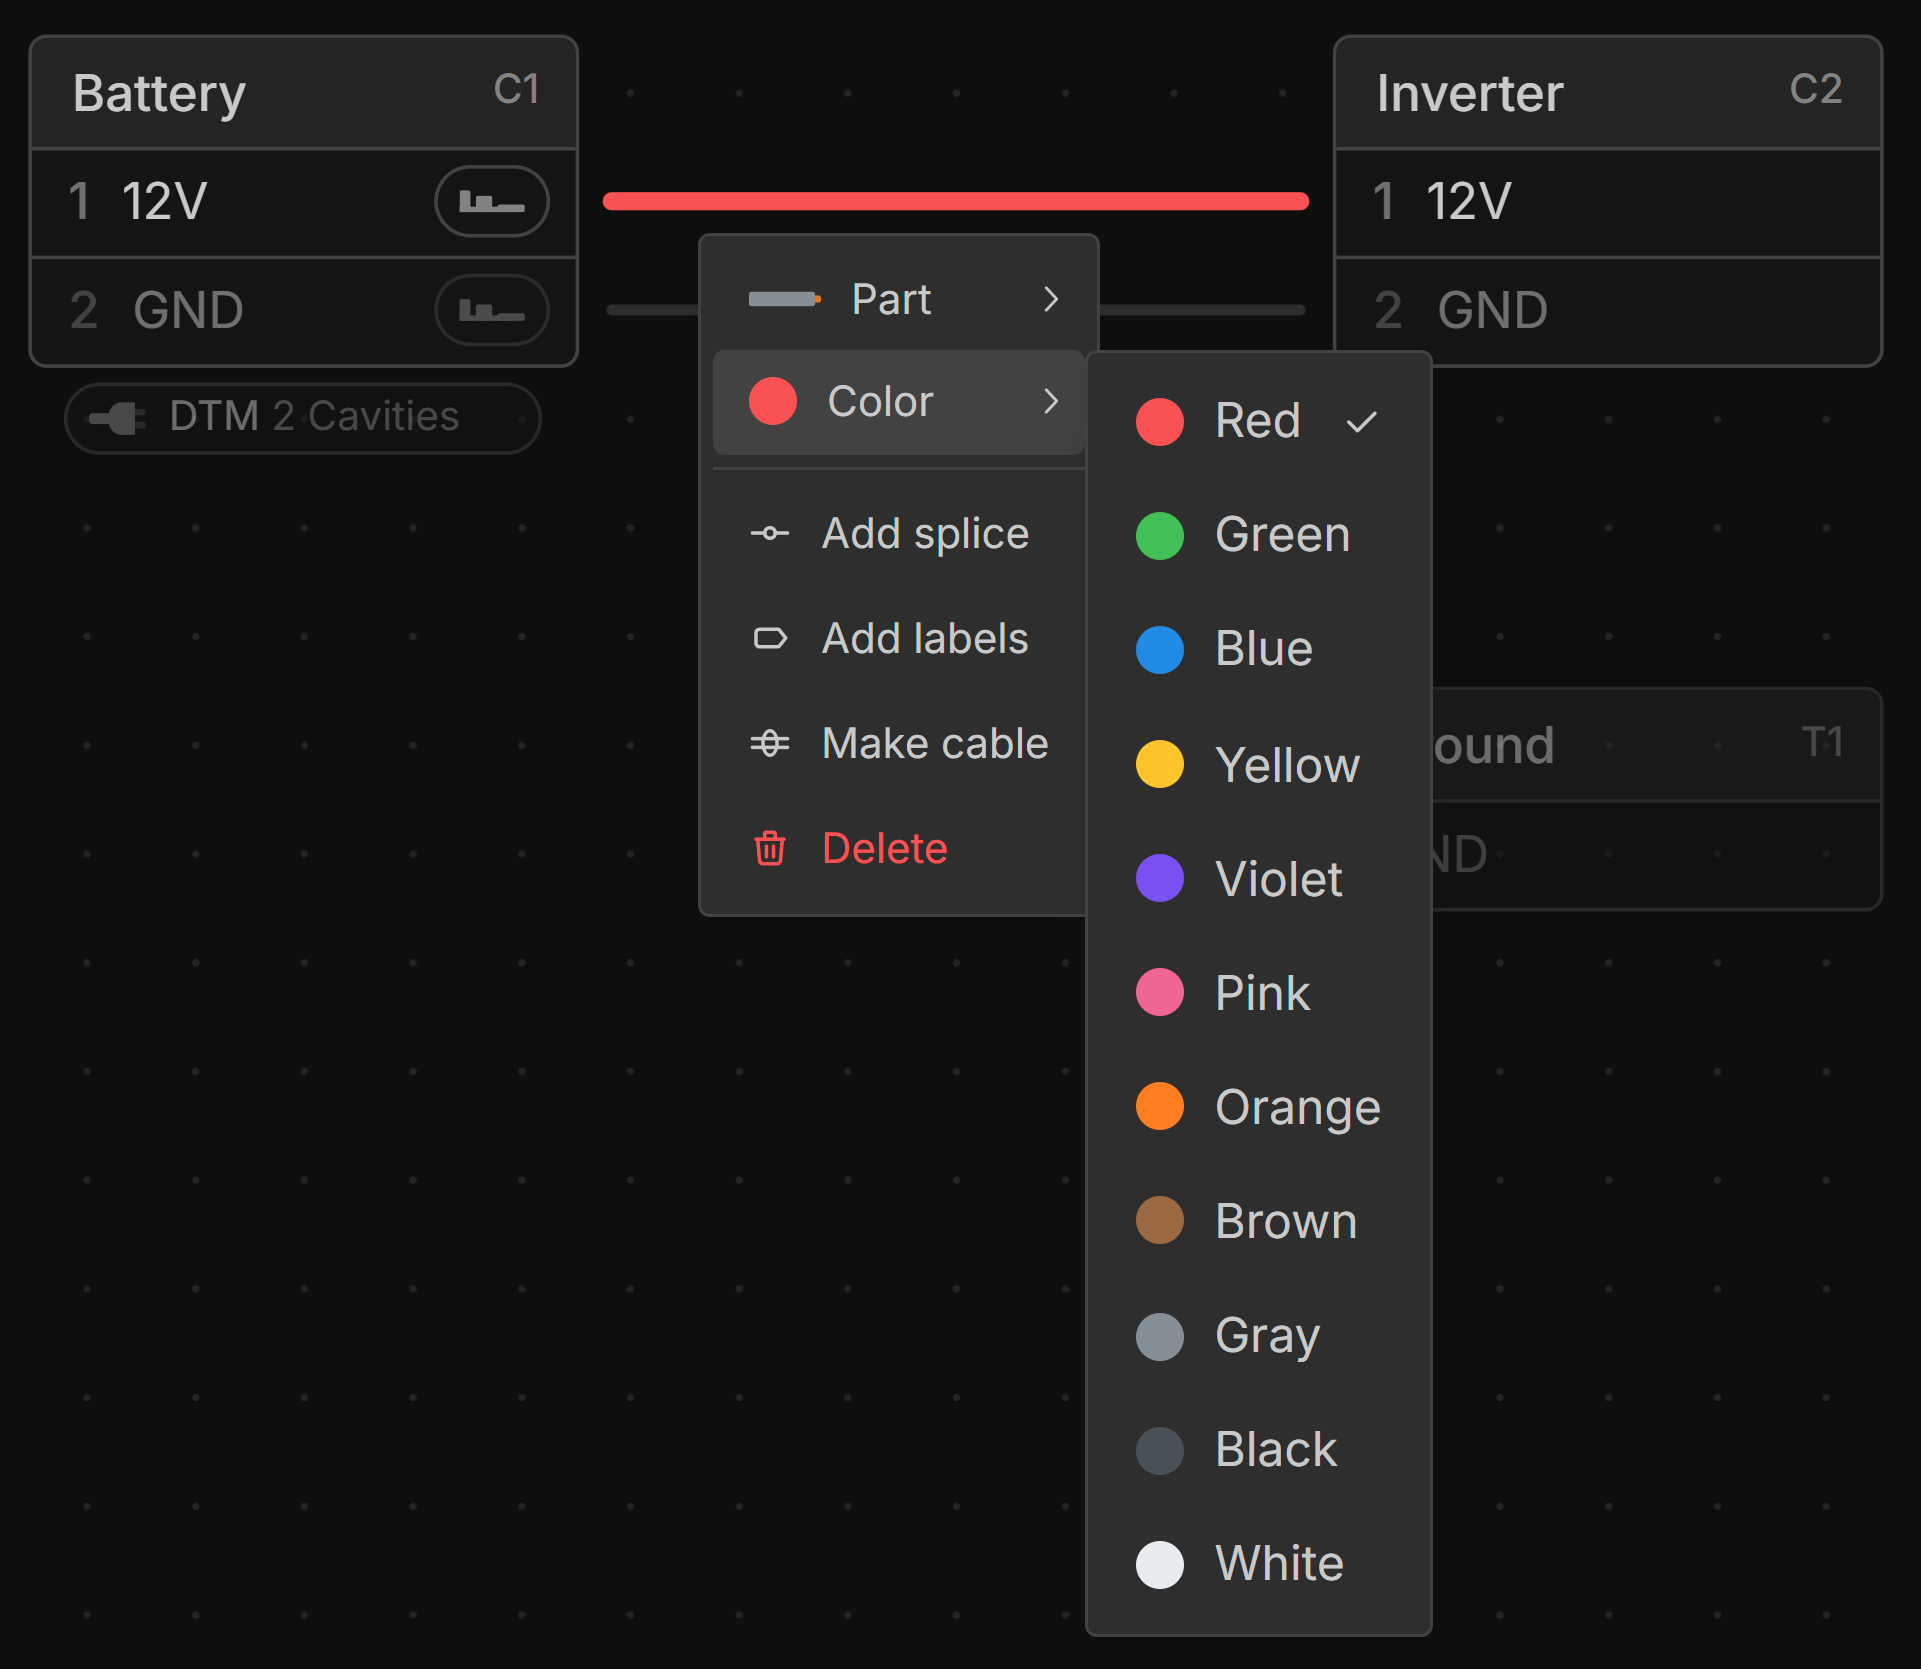 Battery C1
1 12V
2 GND
DTM 2 Cavities
Inverter C2
1 12V
2 GND
Part
Color
Add splice
Add labels
Make cable
Delete
Red
Green
Blue
Yellow
Violet
Pink
Orange
Brown
Gray
Black
White
ound T1
ND